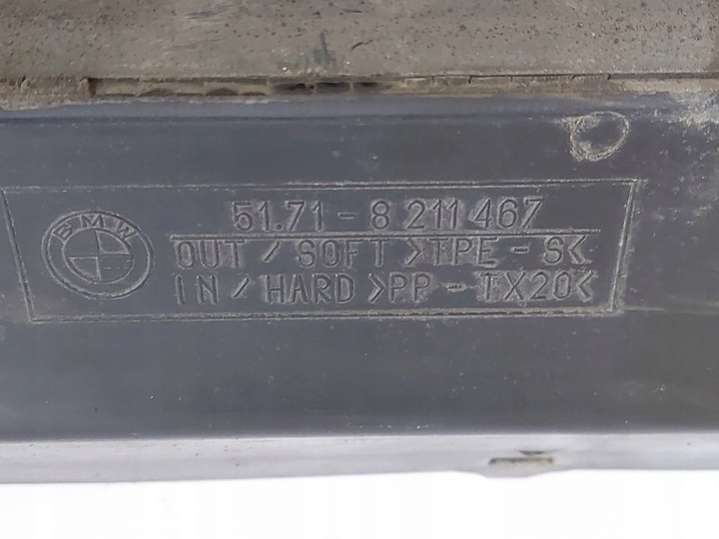 BMW
51.71-8 211 467
OUT / SOFT >TPE-S<
IN / HARD >PP-TX20<